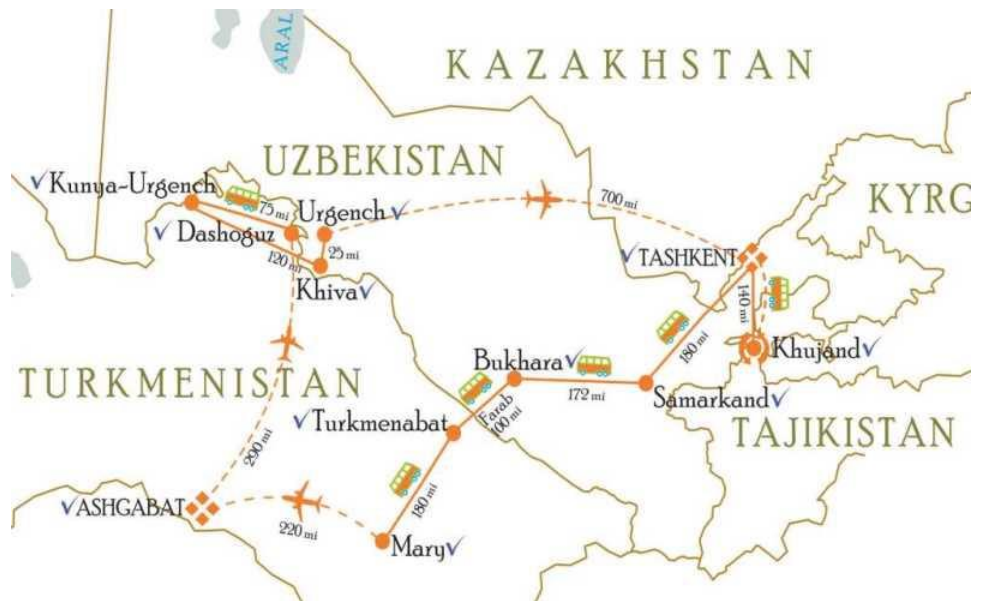 ARAL
KAZAKHSTAN
UZBEKISTAN
Kunya-Urgench
75 mi
Urgench
700 mi
KYRG
Dashoguz
120 mi
25 mi
TASHKENT
Khiva
140 mi
180 mi
Khujand
Bukhara
TURKMENISTAN
172 mi
Samarkand
Farab
100 mi
Turkmenabat
TAJIKISTAN
290 mi
180 mi
ASHGABAT
220 mi
Mary